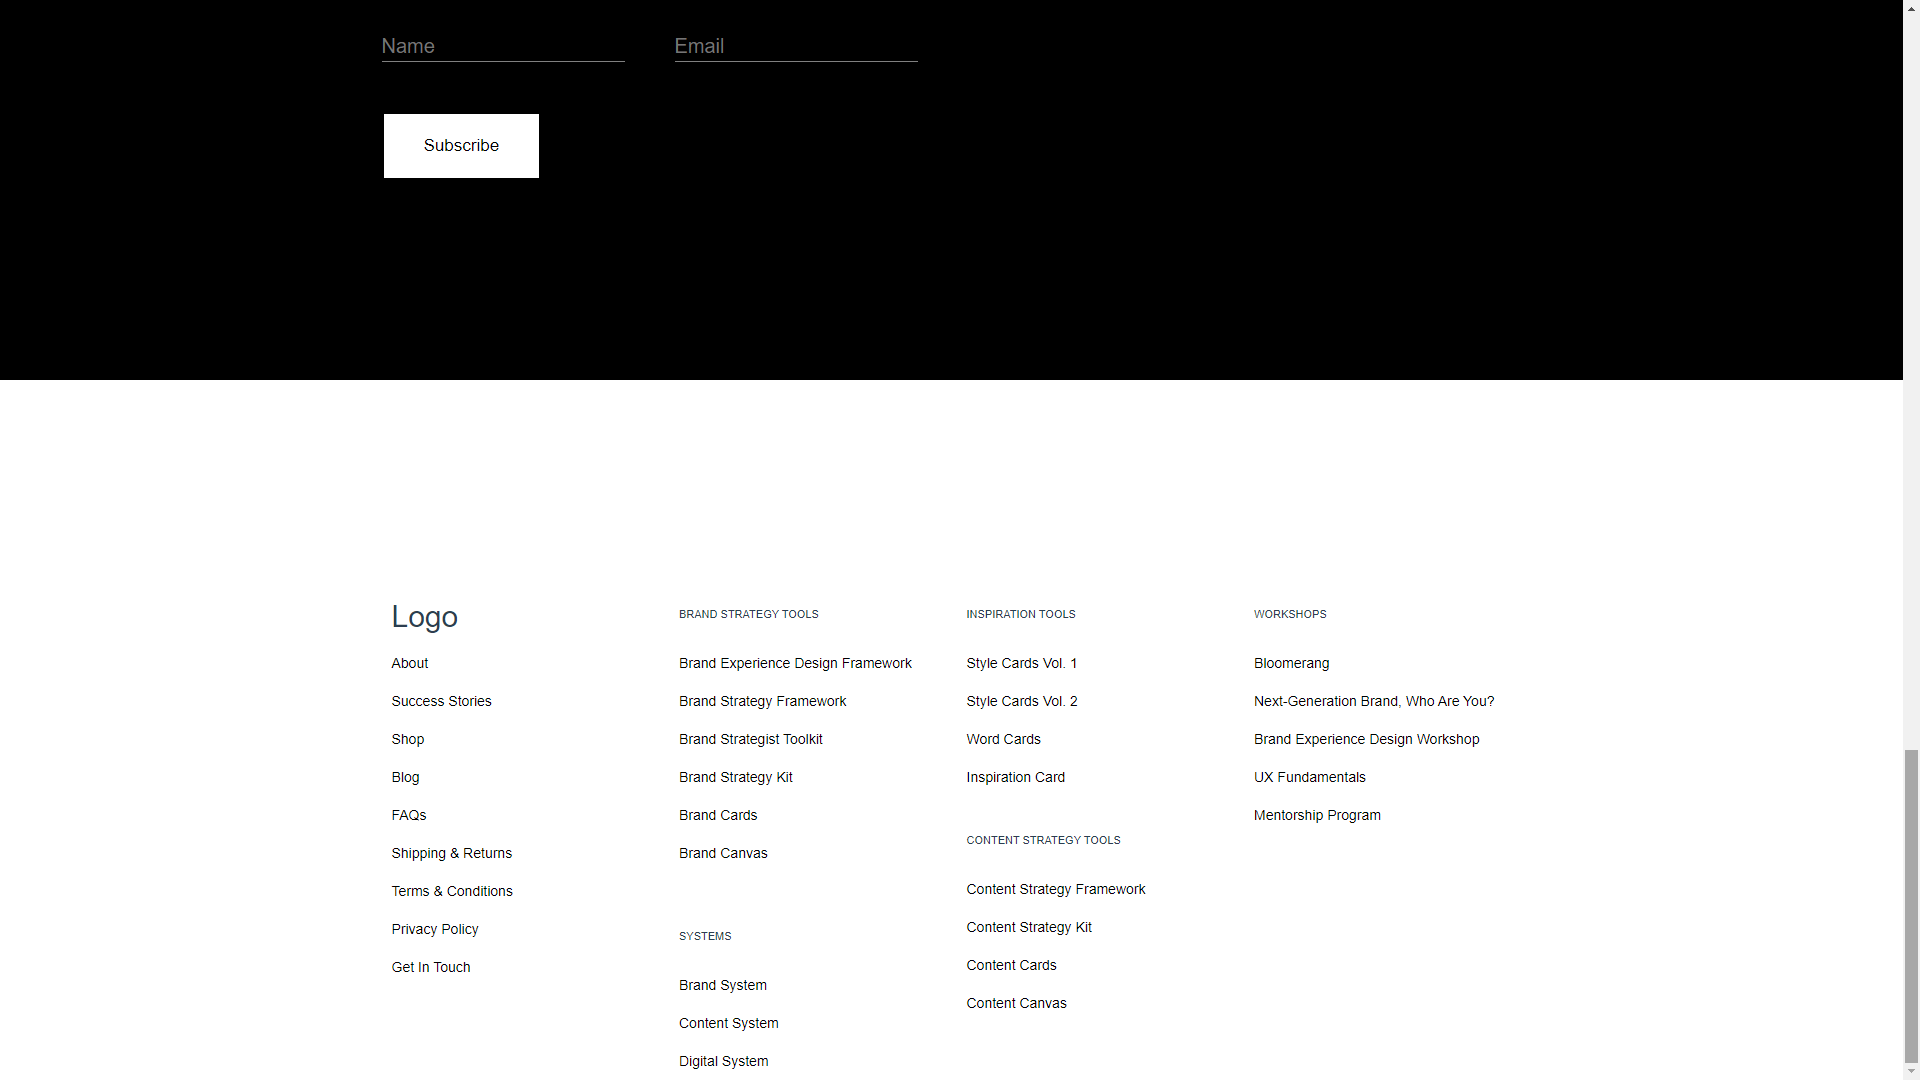 Name
Email
Subscribe
Logo
About
Success Stories
Shop
Blog
FAQs
Shipping & Returns
Terms & Conditions
Privacy Policy
Get In Touch
BRAND STRATEGY TOOLS
Brand Experience Design Framework
Brand Strategy Framework
Brand Strategist Toolkit
Brand Strategy Kit
Brand Cards
Brand Canvas
SYSTEMS
Brand System
Content System
Digital System
INSPIRATION TOOLS
Style Cards Vol. 1
Style Cards Vol. 2
Word Cards
Inspiration Card
CONTENT STRATEGY TOOLS
Content Strategy Framework
Content Strategy Kit
Content Cards
Content Canvas
WORKSHOPS
Bloomerang
Next-Generation Brand, Who Are You?
Brand Experience Design Workshop
UX Fundamentals
Mentorship Program